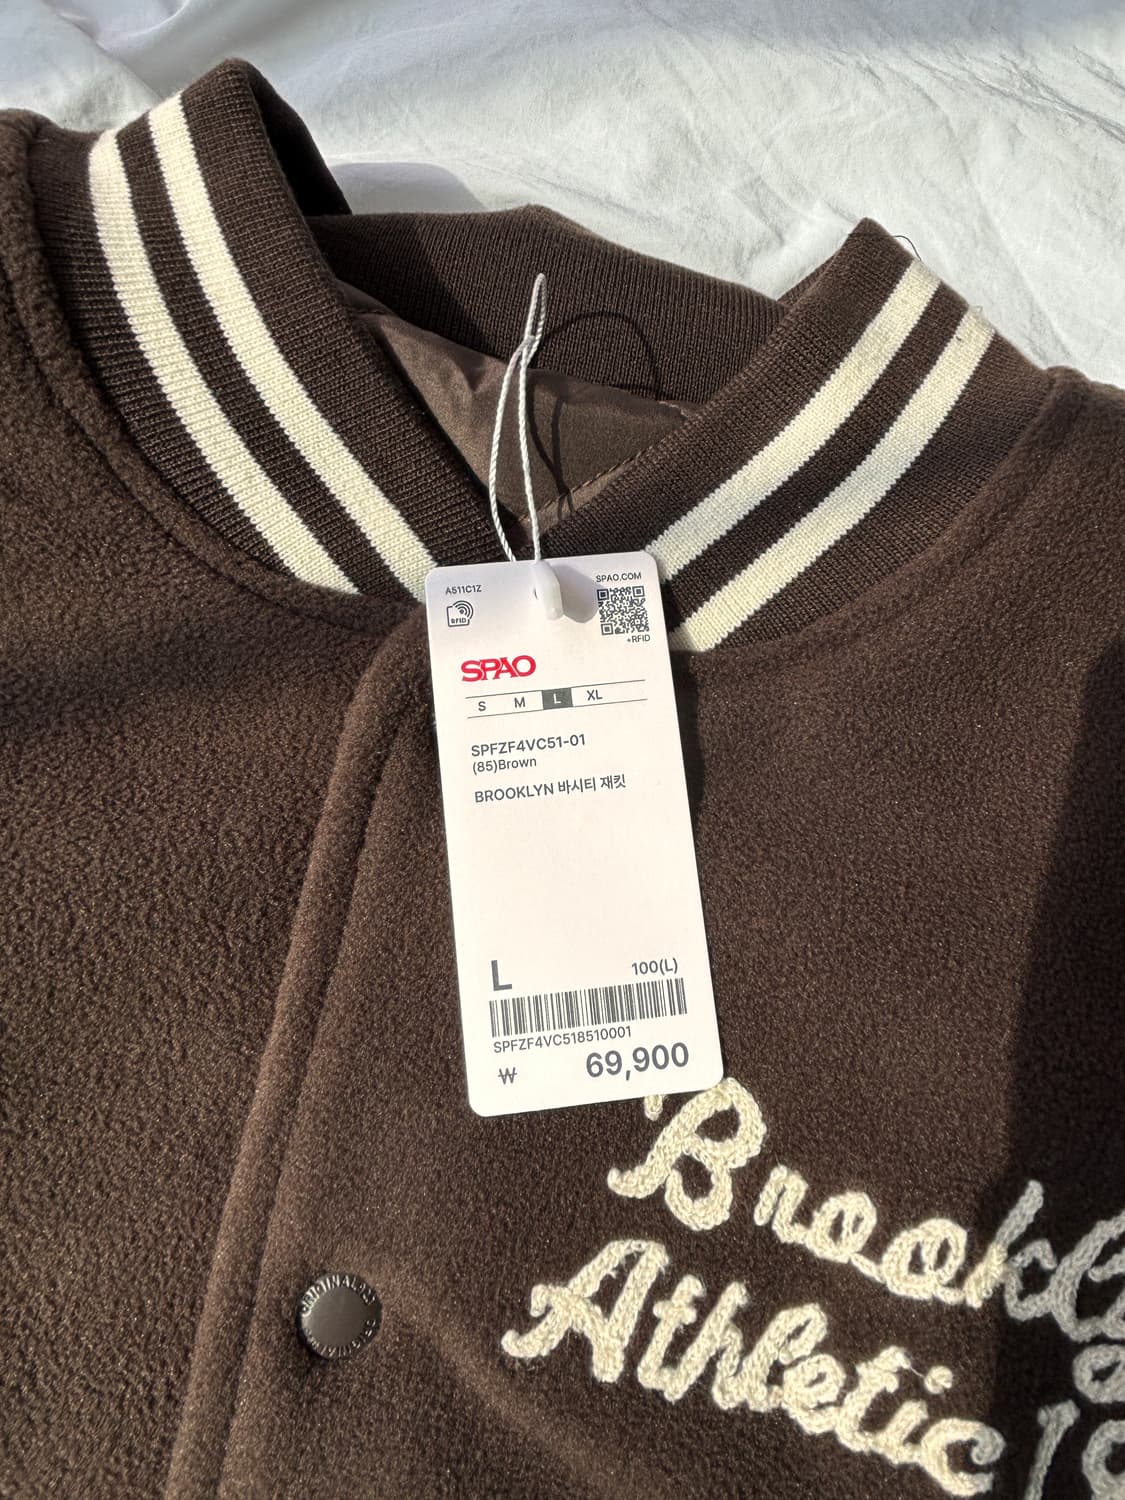 A511C1Z
SPAO.COM
RFID
+RFID
SPAO
S M L XL
SPFZF4VC51-01
(85)Brown
BROOKLYN 바시티 재킷
L 100(L)
SPFZF4VC518510001
₩ 69,900
Athletic